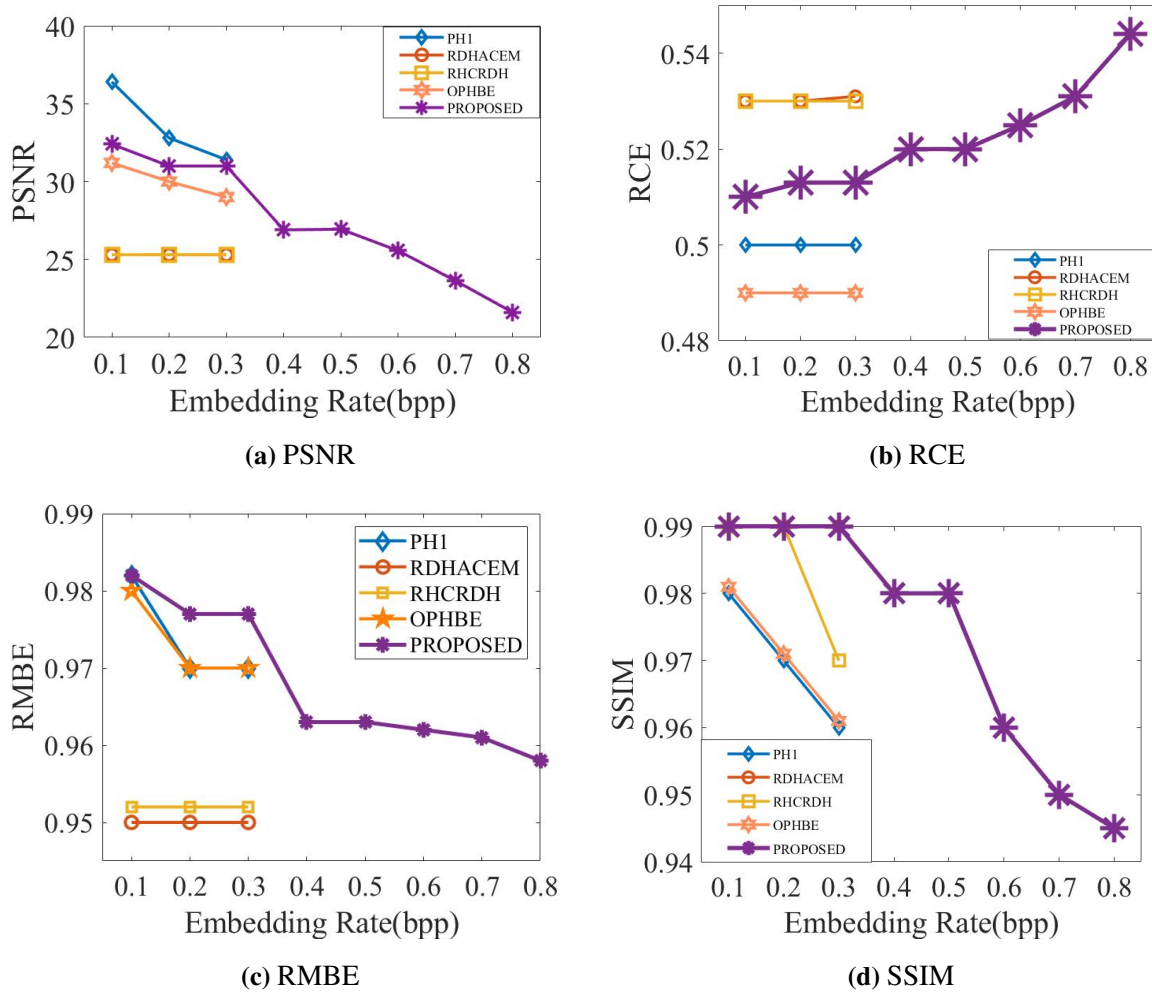 40
35
30
25
20
PSNR
PH1
RDHACEM
RHCRDH
OPHBE
PROPOSED
0.1 0.2 0.3 0.4 0.5 0.6 0.7 0.8
Embedding Rate(bpp)
(a) PSNR
0.54
0.52
0.5
0.48
RCE
PH1
RDHACEM
RHCRDH
OPHBE
PROPOSED
0.1 0.2 0.3 0.4 0.5 0.6 0.7 0.8
Embedding Rate(bpp)
(b) RCE
0.99
0.98
0.97
0.96
0.95
RMBE
PH1
RDHACEM
RHCRDH
OPHBE
PROPOSED
0.1 0.2 0.3 0.4 0.5 0.6 0.7 0.8
Embedding Rate(bpp)
(c) RMBE
0.99
0.98
0.97
0.96
0.95
0.94
SSIM
PH1
RDHACEM
RHCRDH
OPHBE
PROPOSED
0.1 0.2 0.3 0.4 0.5 0.6 0.7 0.8
Embedding Rate(bpp)
(d) SSIM